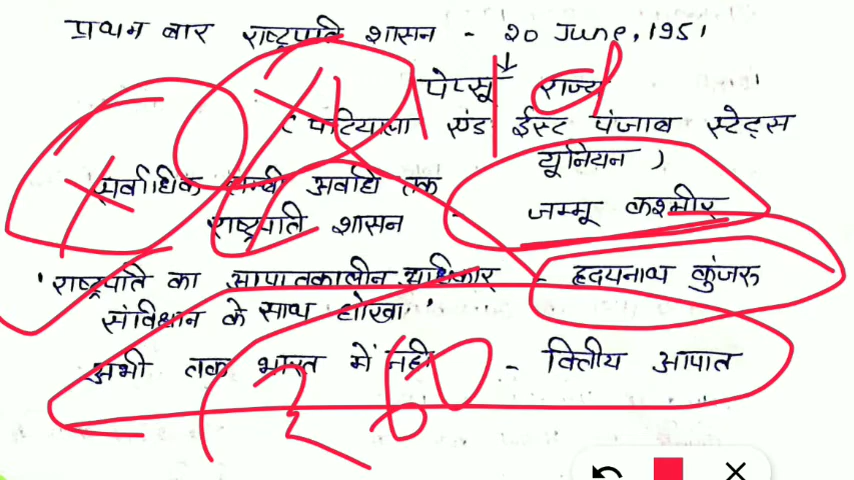 प्रथम बार राष्ट्रपति शासन - 20 June, 1951
पेप्सू राज्य
( पटियाला एंड ईस्ट पंजाब स्टेट्स
यूनियन )
सर्वाधिक लम्बी अवधि तक
राष्ट्रपति शासन - जम्मू कश्मीर
'राष्ट्रपति का आपातकालीन अधिकार - हृदयनाथ कुंजरू
संविधान के साथ धोखा'
अभी तक भारत में नही - वित्तीय आपात
360